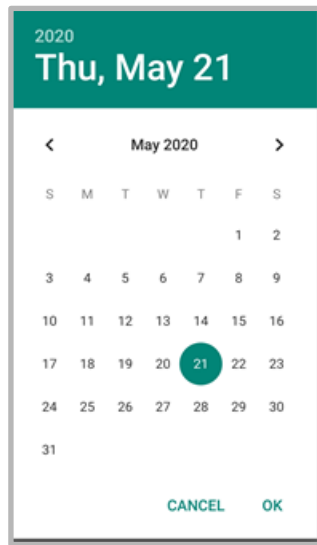 2020
Thu, May 21
May 2020
S M T W T F S
1 2
3 4 5 6 7 8 9
10 11 12 13 14 15 16
17 18 19 20 21 22 23
24 25 26 27 28 29 30
31
CANCEL OK